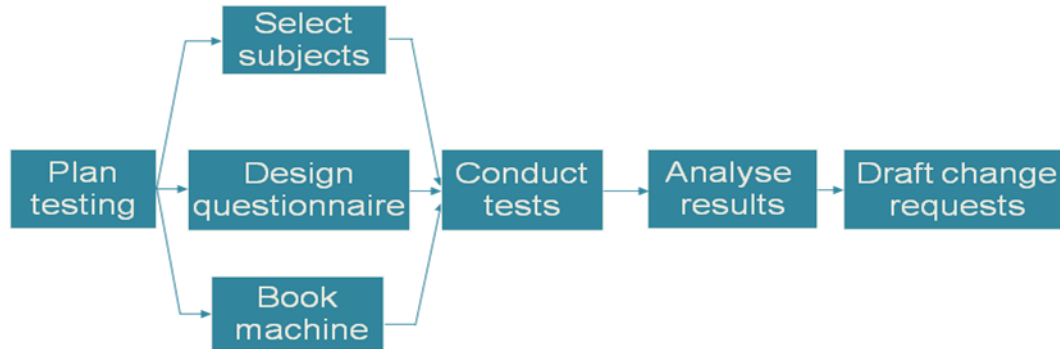 Select
subjects
Plan
testing
Design
questionnaire
Book
machine
Conduct
tests
Analyse
results
Draft change
requests